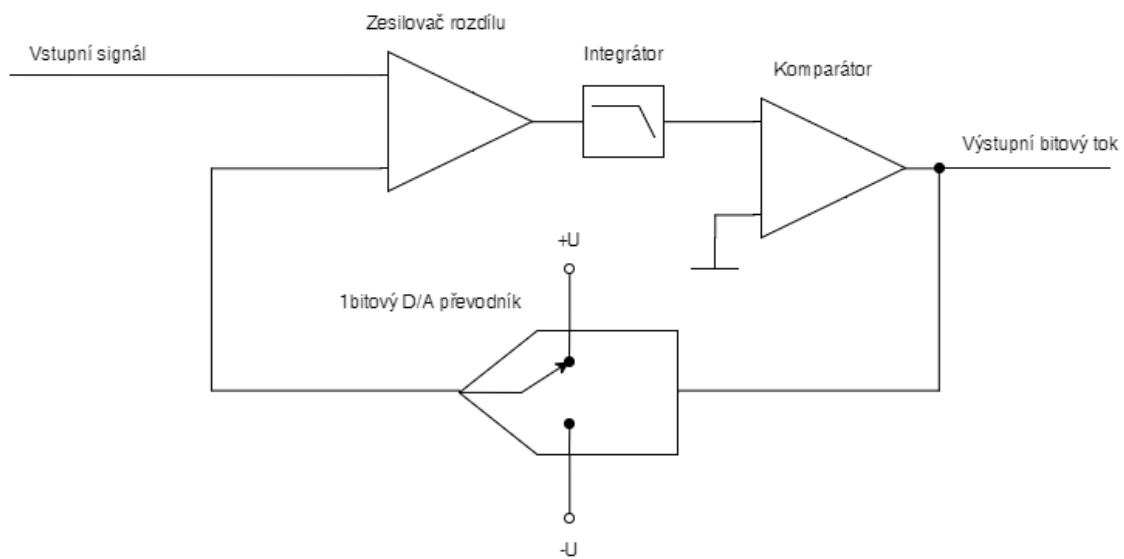 Zesilovač rozdílu
Vstupní signál
Integrátor
Komparátor
Výstupní bitový tok
+U
1bitový D/A převodník
-U